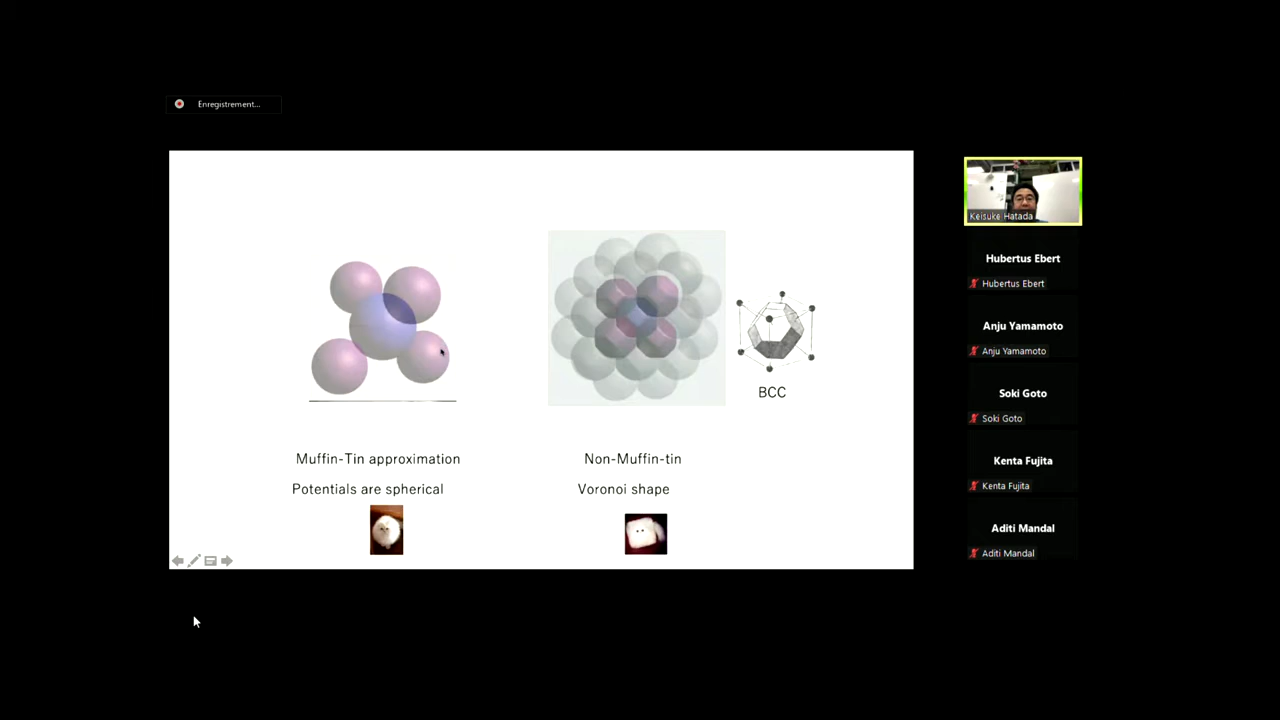 Enregistrement...
BCC
Muffin-Tin approximation
Non-Muffin-tin
Potentials are spherical
Voronoi shape
Keisuke Hatada
Hubertus Ebert
Hubertus Ebert
Anju Yamamoto
Anju Yamamoto
Soki Goto
Soki Goto
Kenta Fujita
Kenta Fujita
Aditi Mandal
Aditi Mandal